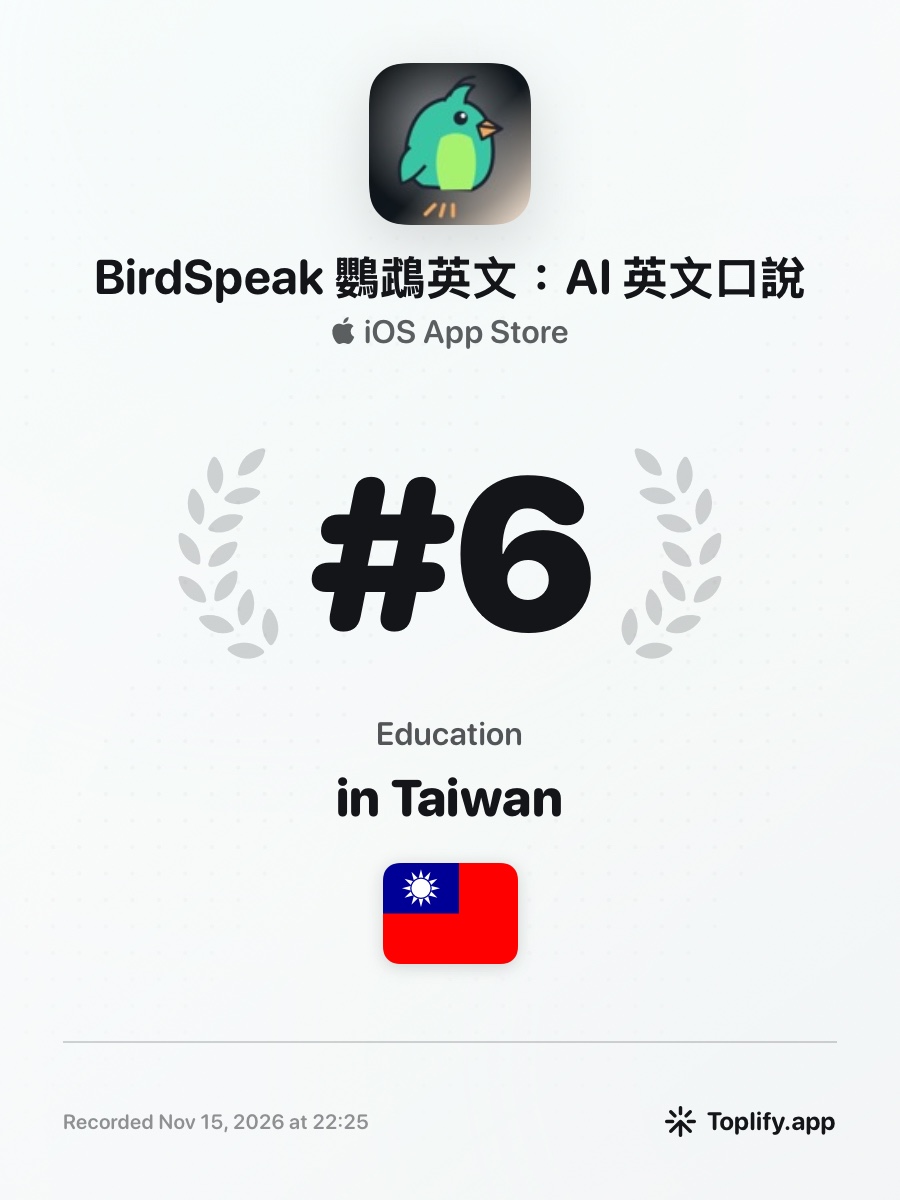 BirdSpeak 鸚鵡英文：AI 英文口說
iOS App Store
#6
Education
in Taiwan
Recorded Nov 15, 2026 at 22:25
Toplify.app